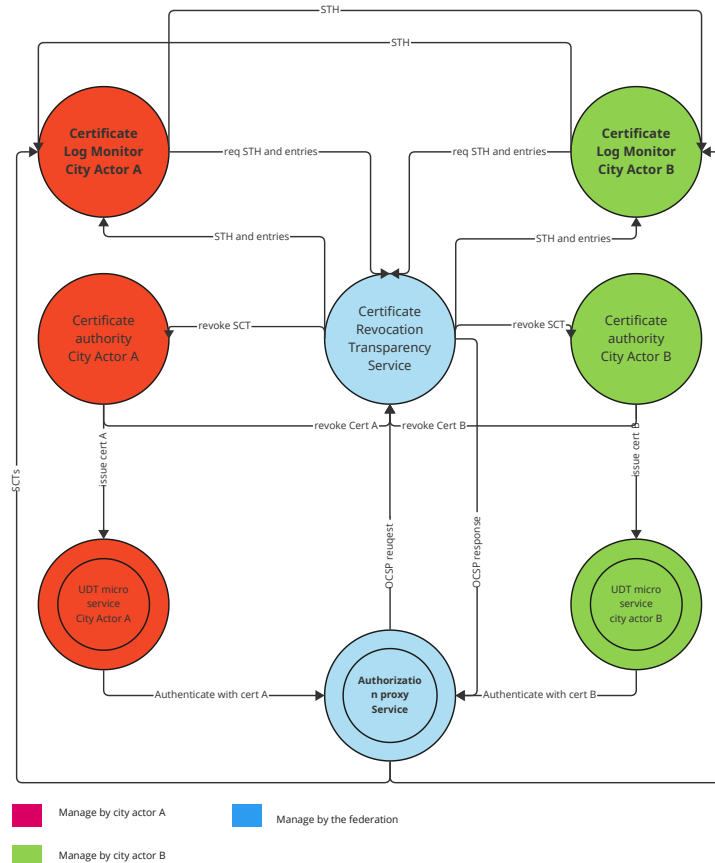 STH
STH
Certificate
Log Monitor
City Actor A
Certificate
Log Monitor
City Actor B
req STH and entries
req STH and entries
STH and entries
STH and entries
Certificate
authority
City Actor A
revoke SCT
Certificate
Revocation
Transparency
Service
revoke SCT
Certificate
authority
City Actor B
revoke Cert A
revoke Cert B
issue cert A
issue cert B
SCTs
OCSP reuqest
OCSP response
UDT micro
service
City Actor A
UDT micro
service
city actor B
Authenticate with cert A
Authorizatio
n proxy
Service
Authenticate with cert B
Manage by city actor A
Manage by the federation
Manage by city actor B